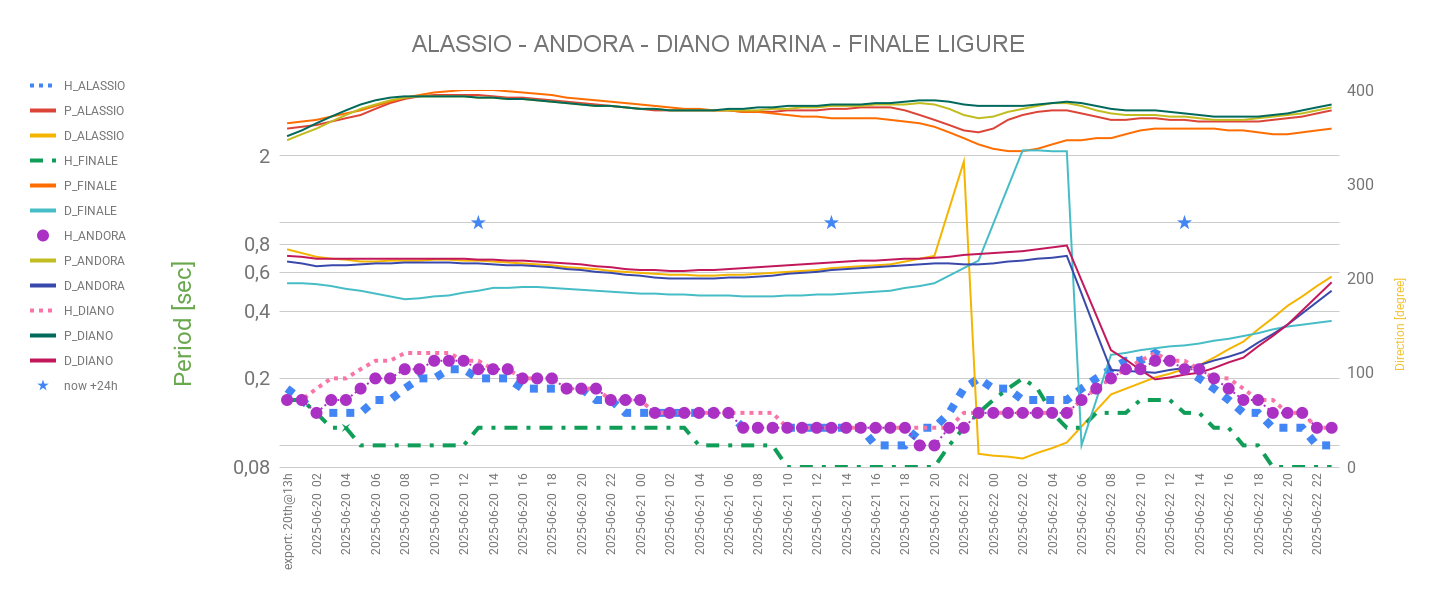 ALASSIO - ANDORA - DIANO MARINA - FINALE LIGURE
H_ALASSIO
P_ALASSIO
D_ALASSIO
H_FINALE
P_FINALE
D_FINALE
H_ANDORA
P_ANDORA
D_ANDORA
H_DIANO
P_DIANO
D_DIANO
now +24h
Period [sec]
2
0,8
0,6
0,4
0,2
0,08
400
300
200
100
0
Direction [degree]
export: 20th@13h
2025-06-20 02
2025-06-20 04
2025-06-20 06
2025-06-20 08
2025-06-20 10
2025-06-20 12
2025-06-20 14
2025-06-20 16
2025-06-20 18
2025-06-20 20
2025-06-20 22
2025-06-21 00
2025-06-21 02
2025-06-21 04
2025-06-21 06
2025-06-21 08
2025-06-21 10
2025-06-21 12
2025-06-21 14
2025-06-21 16
2025-06-21 18
2025-06-21 20
2025-06-21 22
2025-06-22 00
2025-06-22 02
2025-06-22 04
2025-06-22 06
2025-06-22 08
2025-06-22 10
2025-06-22 12
2025-06-22 14
2025-06-22 16
2025-06-22 18
2025-06-22 20
2025-06-22 22